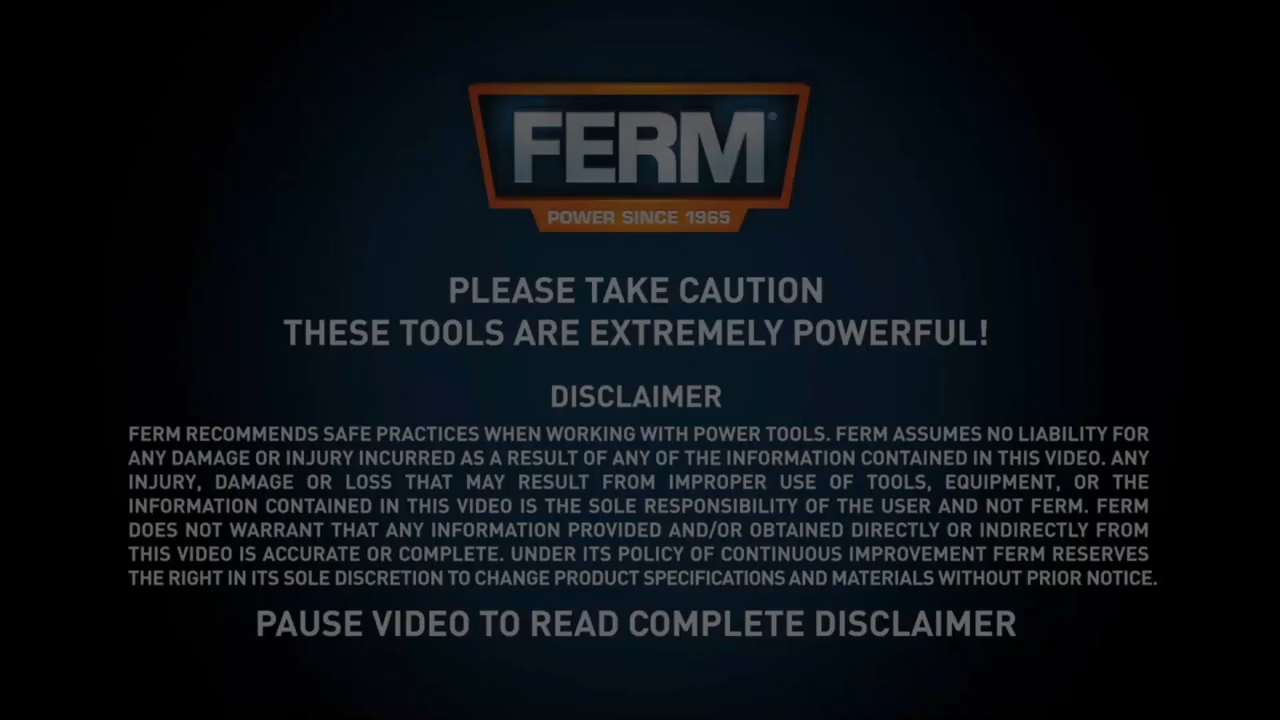 FERM®
POWER SINCE 1965
PLEASE TAKE CAUTION
THESE TOOLS ARE EXTREMELY POWERFUL!
DISCLAIMER
FERM RECOMMENDS SAFE PRACTICES WHEN WORKING WITH POWER TOOLS. FERM ASSUMES NO LIABILITY FOR
ANY DAMAGE OR INJURY INCURRED AS A RESULT OF ANY OF THE INFORMATION CONTAINED IN THIS VIDEO. ANY
INJURY, DAMAGE OR LOSS THAT MAY RESULT FROM IMPROPER USE OF TOOLS, EQUIPMENT, OR THE
INFORMATION CONTAINED IN THIS VIDEO IS THE SOLE RESPONSIBILITY OF THE USER AND NOT FERM. FERM
DOES NOT WARRANT THAT ANY INFORMATION PROVIDED AND/OR OBTAINED DIRECTLY OR INDIRECTLY FROM
THIS VIDEO IS ACCURATE OR COMPLETE. UNDER ITS POLICY OF CONTINUOUS IMPROVEMENT FERM RESERVES
THE RIGHT IN ITS SOLE DISCRETION TO CHANGE PRODUCT SPECIFICATIONS AND MATERIALS WITHOUT PRIOR NOTICE.
PAUSE VIDEO TO READ COMPLETE DISCLAIMER